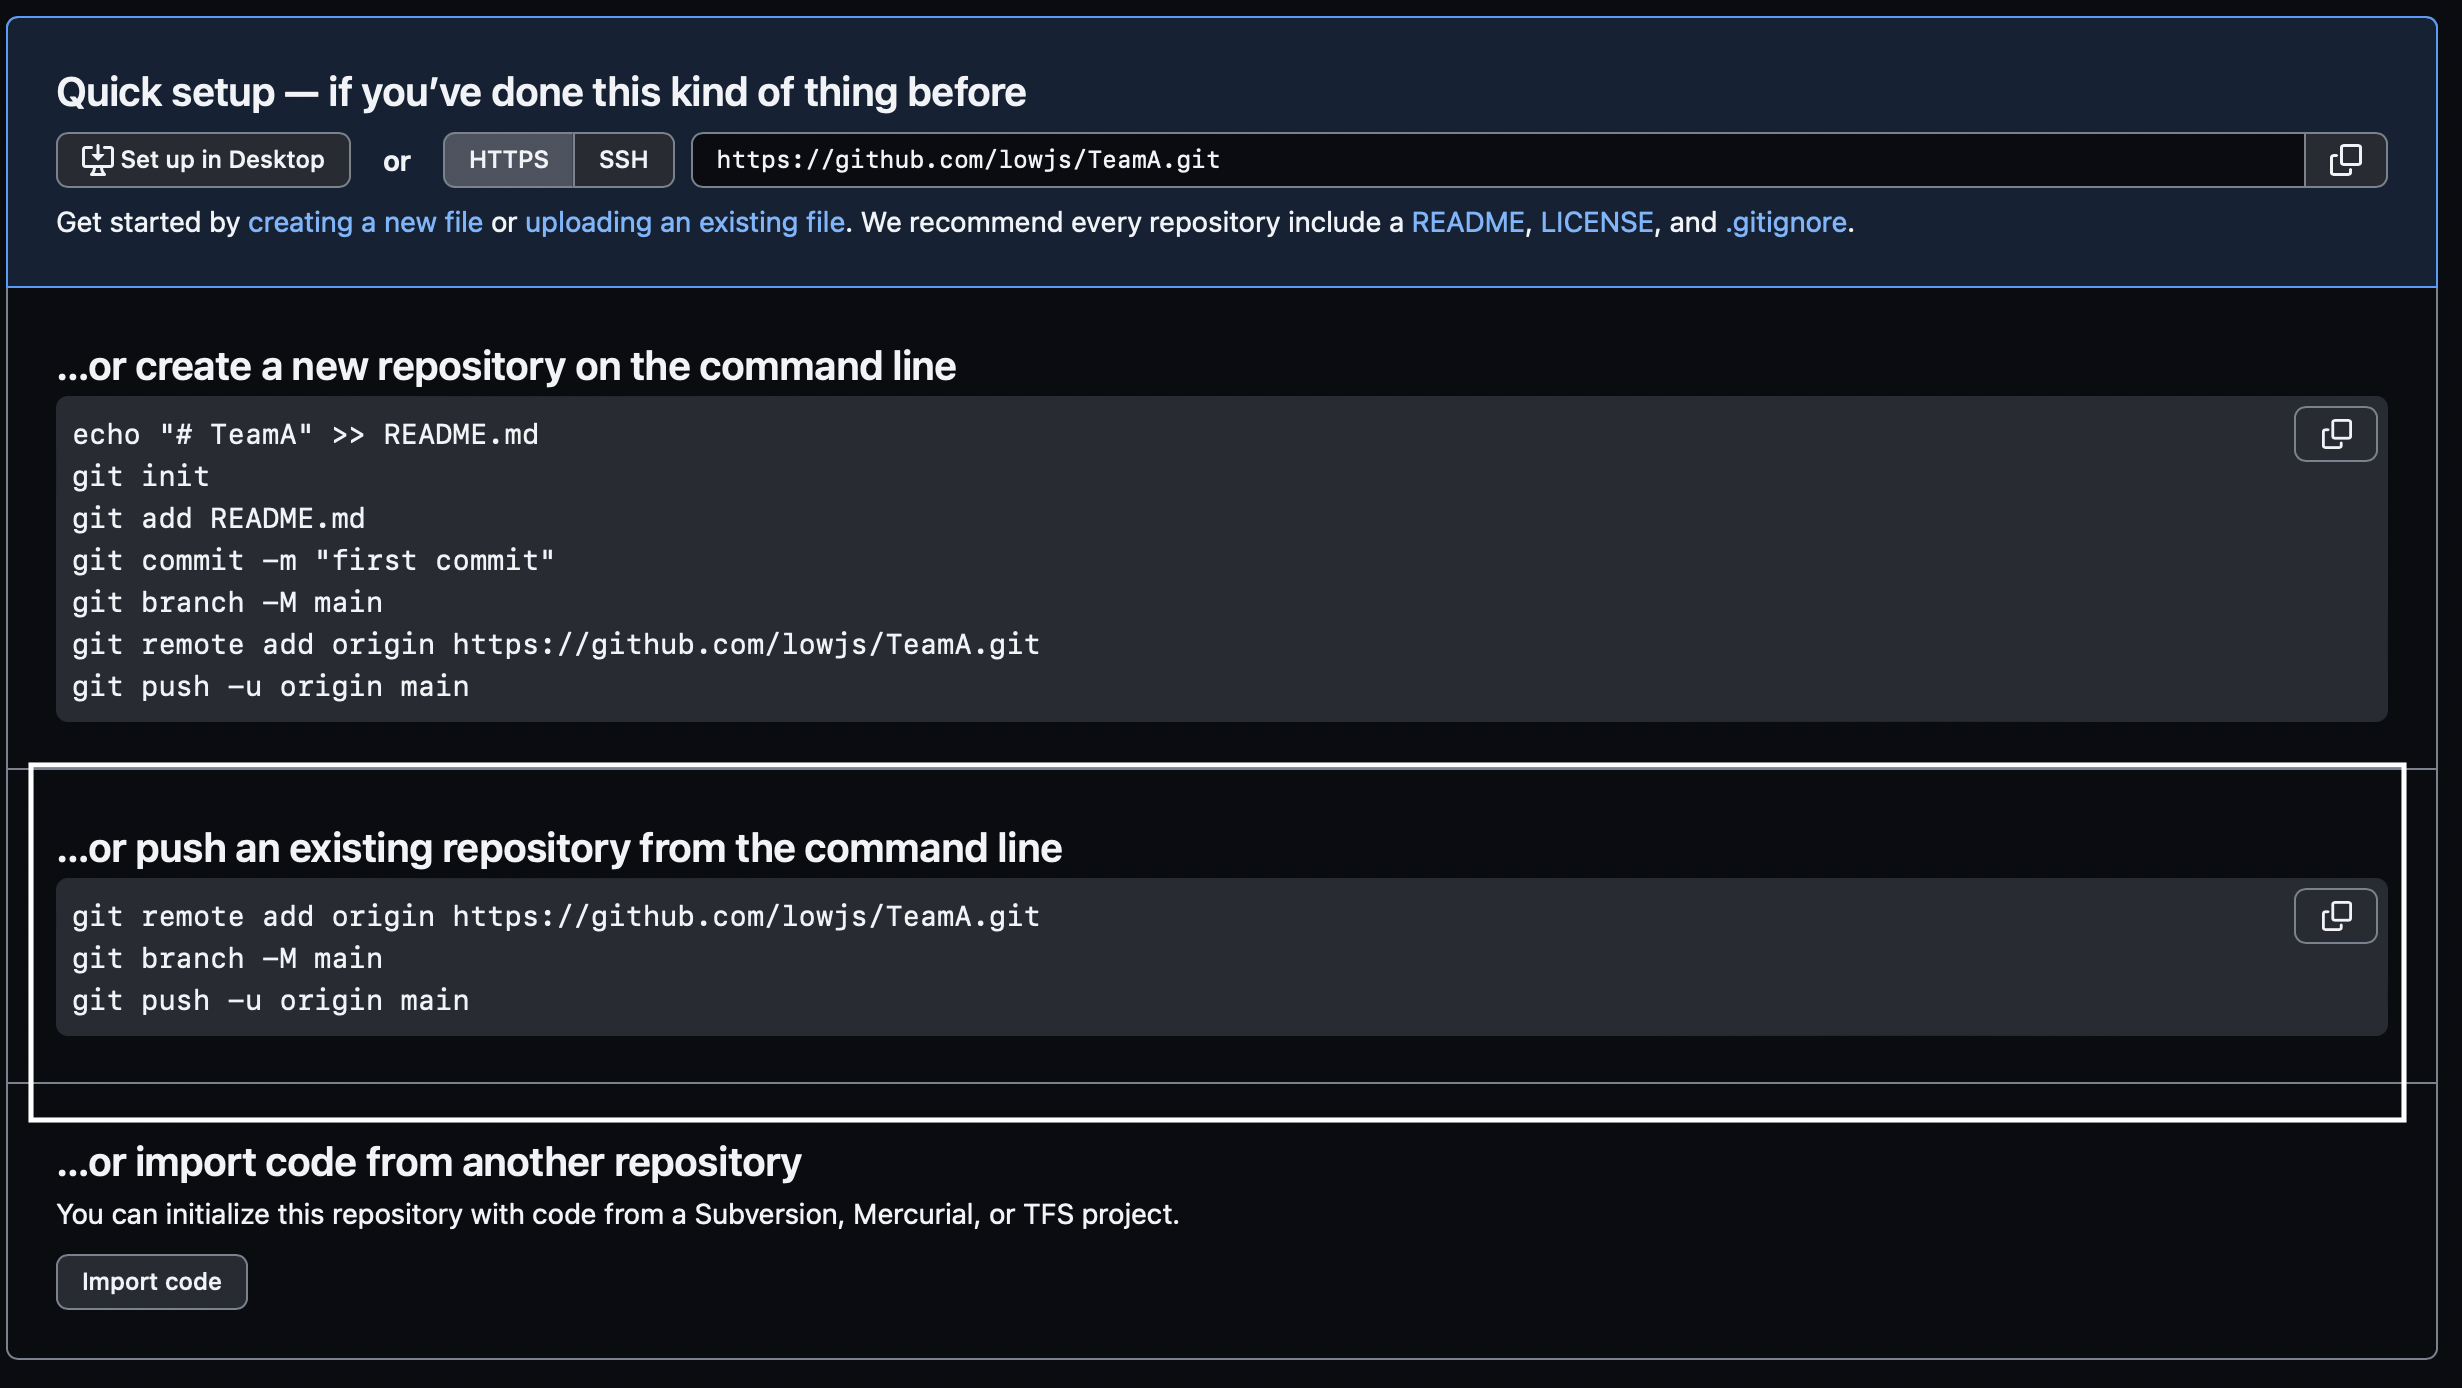 Quick setup — if you’ve done this kind of thing before
Set up in Desktop or HTTPS SSH https://github.com/lowjs/TeamA.git
Get started by creating a new file or uploading an existing file. We recommend every repository include a README, LICENSE, and .gitignore.
…or create a new repository on the command line
echo "# TeamA" >> README.md
git init
git add README.md
git commit -m "first commit"
git branch -M main
git remote add origin https://github.com/lowjs/TeamA.git
git push -u origin main
…or push an existing repository from the command line
git remote add origin https://github.com/lowjs/TeamA.git
git branch -M main
git push -u origin main
…or import code from another repository
You can initialize this repository with code from a Subversion, Mercurial, or TFS project.
Import code